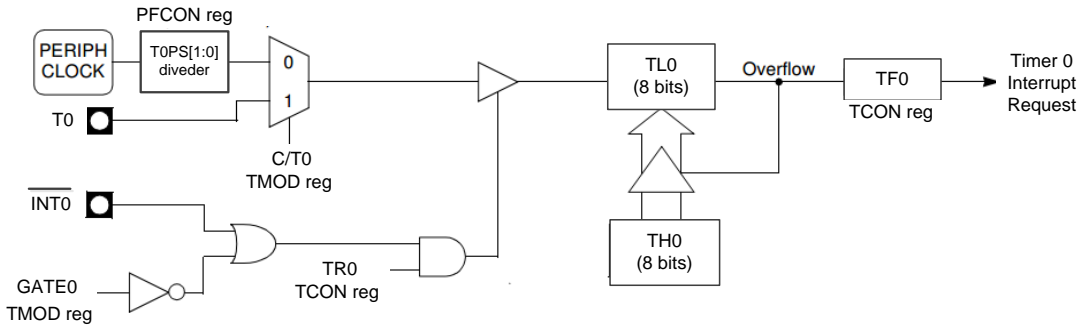 PFCON reg
PERIPH
CLOCK
T0PS[1:0]
diveder
0
1
T0
C/T0
TMOD reg
INT0
GATE0
TMOD reg
TR0
TCON reg
TL0
(8 bits)
Overflow
TF0
TCON reg
Timer 0
Interrupt
Request
TH0
(8 bits)